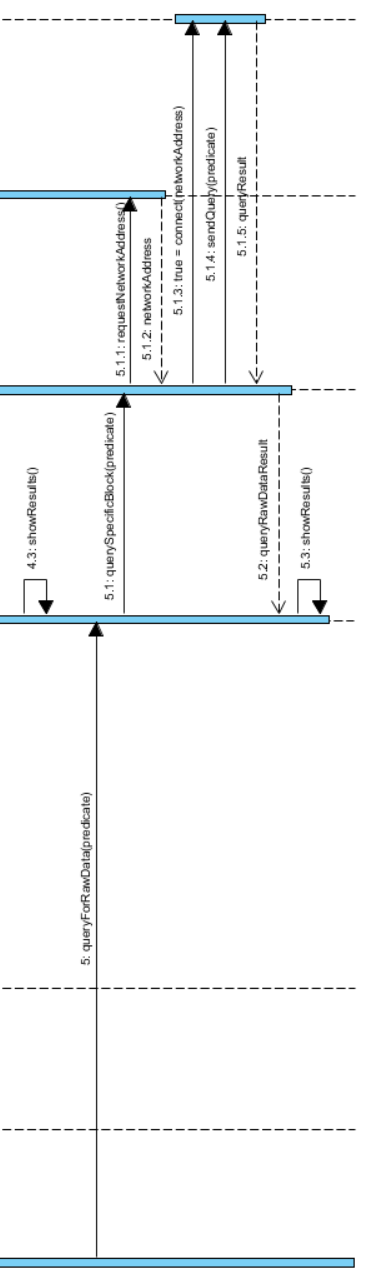 4.3: showResults()
5: queryForRawData(predicate)
5.1: querySpecificBlock(predicate)
5.1.1: requestNetworkAddress()
5.1.2: networkAddress
5.1.3: true = connect(networkAddress)
5.1.4: sendQuery(predicate)
5.1.5: queryResult
5.2: queryRawDataResult
5.3: showResults()